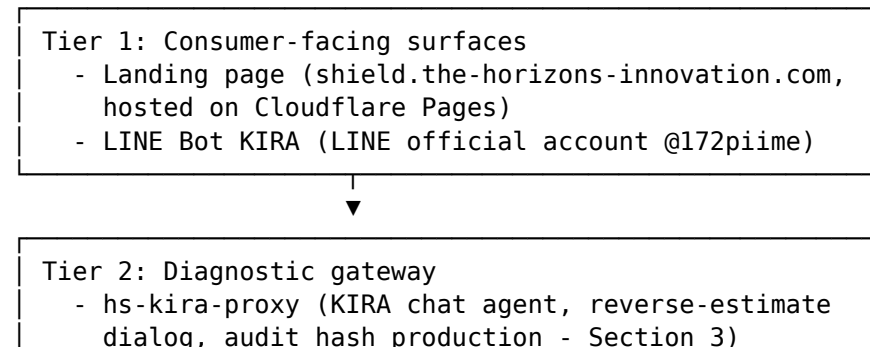 Tier 1: Consumer-facing surfaces
- Landing page (shield.the-horizons-innovation.com,
hosted on Cloudflare Pages)
- LINE Bot KIRA (LINE official account @172piime)
Tier 2: Diagnostic gateway
- hs-kira-proxy (KIRA chat agent, reverse-estimate
dialog, audit hash production - Section 3)